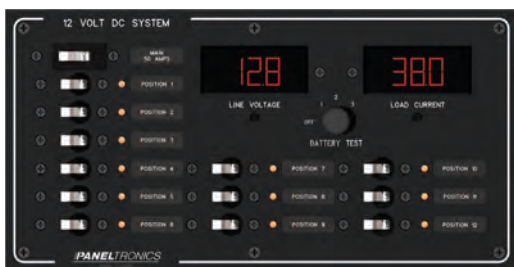 12 VOLT DC SYSTEM
MAIN
50 AMPS
POSITION 1
POSITION 2
POSITION 3
POSITION 4
POSITION 5
POSITION 6
12.8
LINE VOLTAGE
380
LOAD CURRENT
OFF 1 2 3
BATTERY TEST
POSITION 7
POSITION 8
POSITION 9
POSITION 10
POSITION 11
POSITION 12
PANELTRONICS